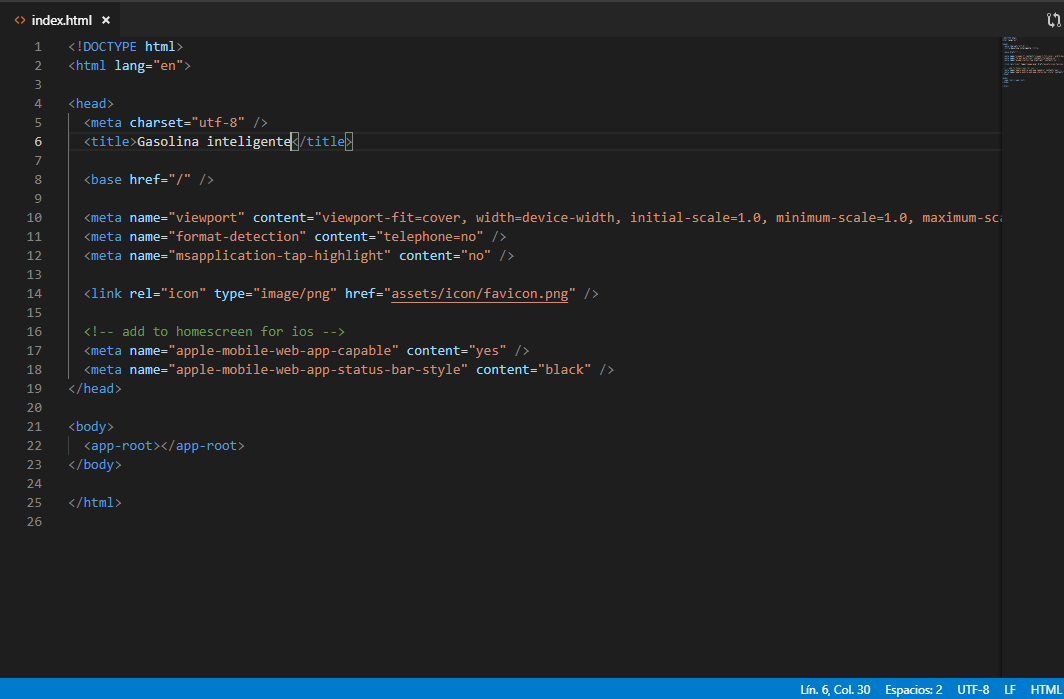 index.html
1 <!DOCTYPE html>
2 <html lang="en">
3
4 <head>
5 <meta charset="utf-8" />
6 <title>Gasolina inteligente</title>
7
8 <base href="/" />
9
10 <meta name="viewport" content="viewport-fit=cover, width=device-width, initial-scale=1.0, minimum-scale=1.0, maximum-sca
11 <meta name="format-detection" content="telephone=no" />
12 <meta name="msapplication-tap-highlight" content="no" />
13
14 <link rel="icon" type="image/png" href="assets/icon/favicon.png" />
15
16 <!-- add to homescreen for ios -->
17 <meta name="apple-mobile-web-app-capable" content="yes" />
18 <meta name="apple-mobile-web-app-status-bar-style" content="black" />
19 </head>
20
21 <body>
22 <app-root></app-root>
23 </body>
24
25 </html>
26
Lín. 6, Col. 30 Espacios: 2 UTF-8 LF HTML